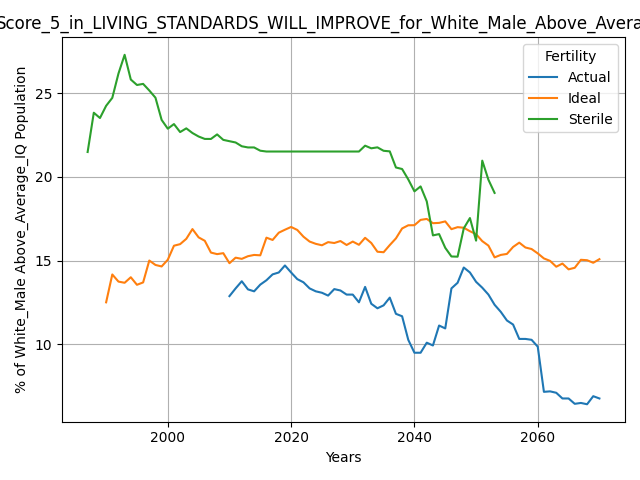 Score_5_in_LIVING_STANDARDS_WILL_IMPROVE_for_White_Male_Above_Avera
% of White_Male Above_Average_IQ Population
25
20
15
10
Fertility
Actual
Ideal
Sterile
2000
2020
2040
2060
Years